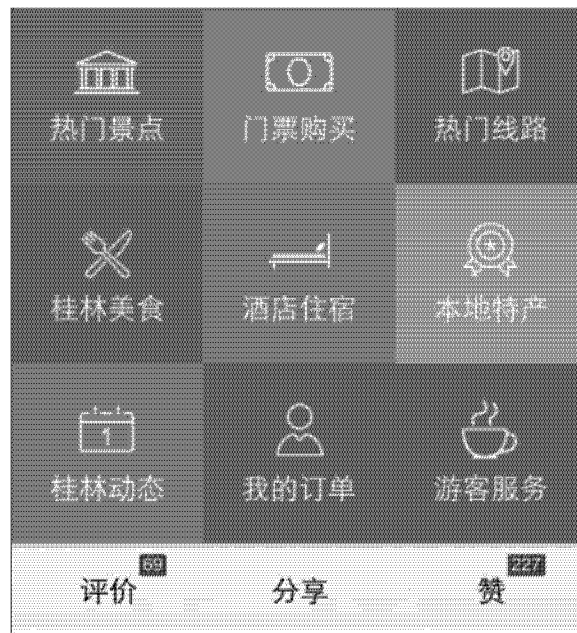 热门景点 门票购买 热门线路
桂林美食 酒店住宿 本地特产
1
桂林动态 我的订单 游客服务
69 227
评价 分享 赞